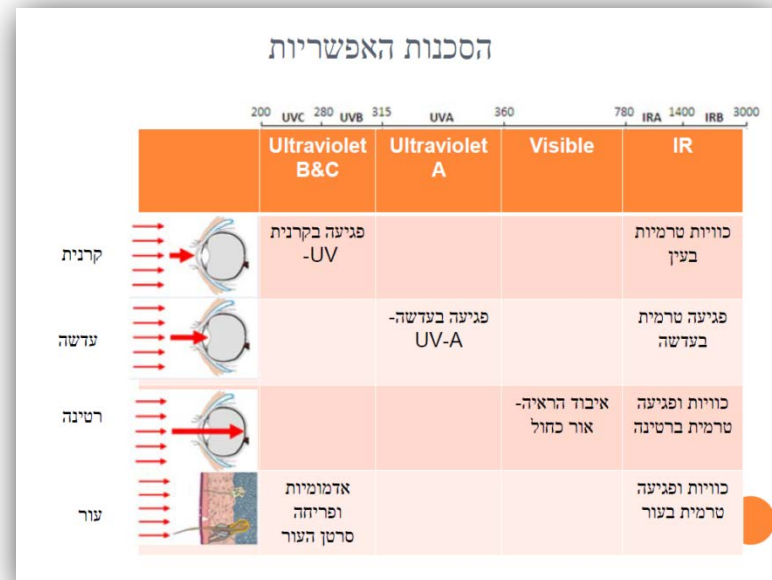 הסכנות האפשריות
200 UVC 280 UVB 315 UVA 360 780 IRA 1400 IRB 3000
Ultraviolet B&C
Ultraviolet A
Visible
IR
קרנית
פגיעה בקרנית
-UV
כוויות טרמיות
בעין
עדשה
פגיעה בעדשה-
UV-A
פגיעה טרמית
בעדשה
רטינה
איבוד הראיה-
אור כחול
כוויות ופגיעה
טרמית ברטינה
עור
אדמומיות
ופריחה
סרטן העור
כוויות ופגיעה
טרמית בעור